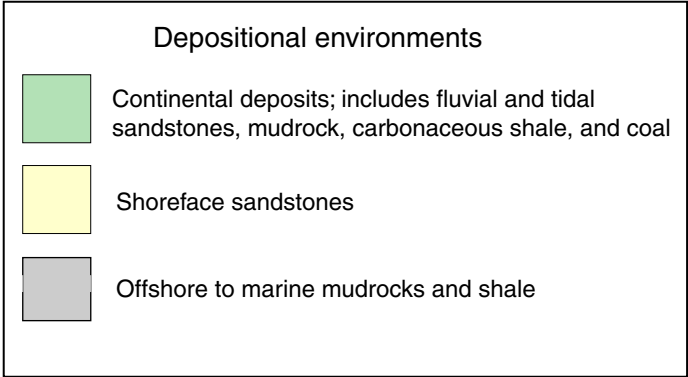 Depositional environments
Continental deposits; includes fluvial and tidal
sandstones, mudrock, carbonaceous shale, and coal
Shoreface sandstones
Offshore to marine mudrocks and shale